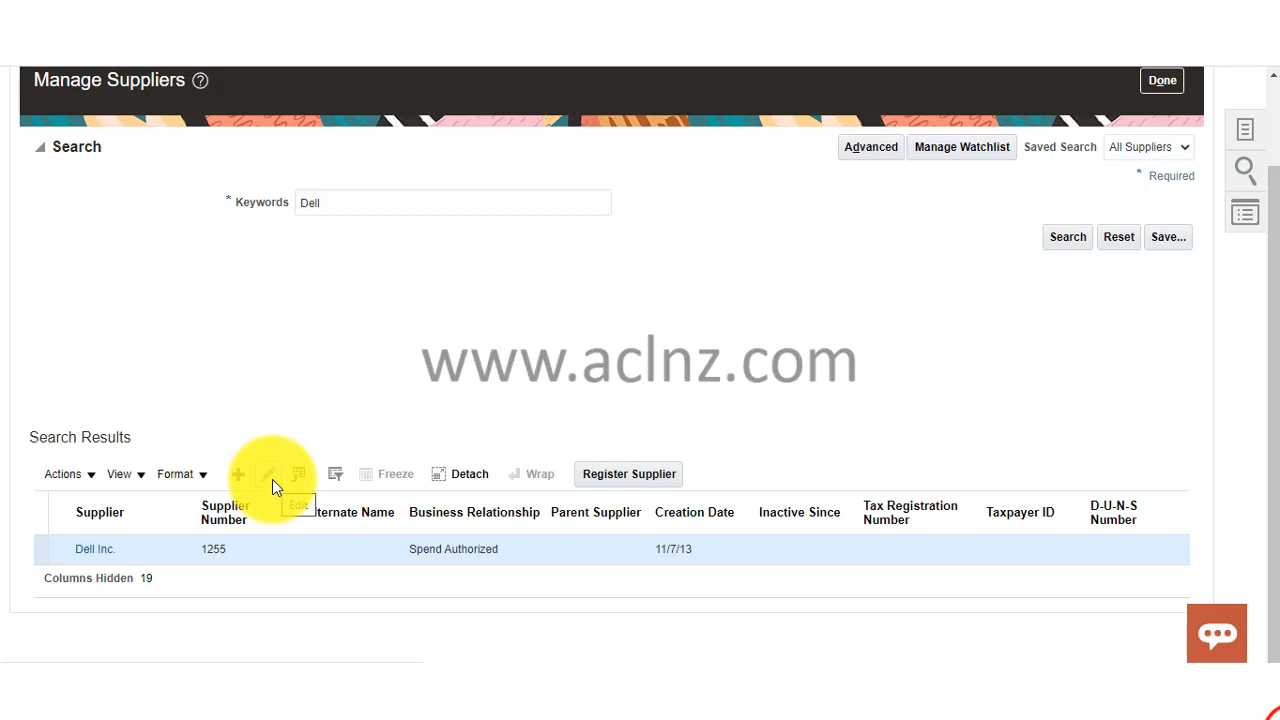 Manage Suppliers
Done
Search
Advanced
Manage Watchlist
Saved Search
All Suppliers
* Required
* Keywords
Dell
Search
Reset
Save...
www.aclnz.com
Search Results
Actions
View
Format
Freeze
Detach
Wrap
Register Supplier
Edit
Supplier
Supplier Number
ternate Name
Business Relationship
Parent Supplier
Creation Date
Inactive Since
Tax Registration Number
Taxpayer ID
D-U-N-S Number
Dell Inc.
1255
Spend Authorized
11/7/13
Columns Hidden 19